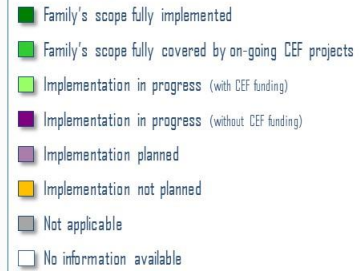 Family's scope fully implemented
Family's scope fully covered by on-going CEF projects
Implementation in progress (with CEF funding)
Implementation in progress (without CEF funding)
Implementation planned
Implementation not planned
Not applicable
No information available